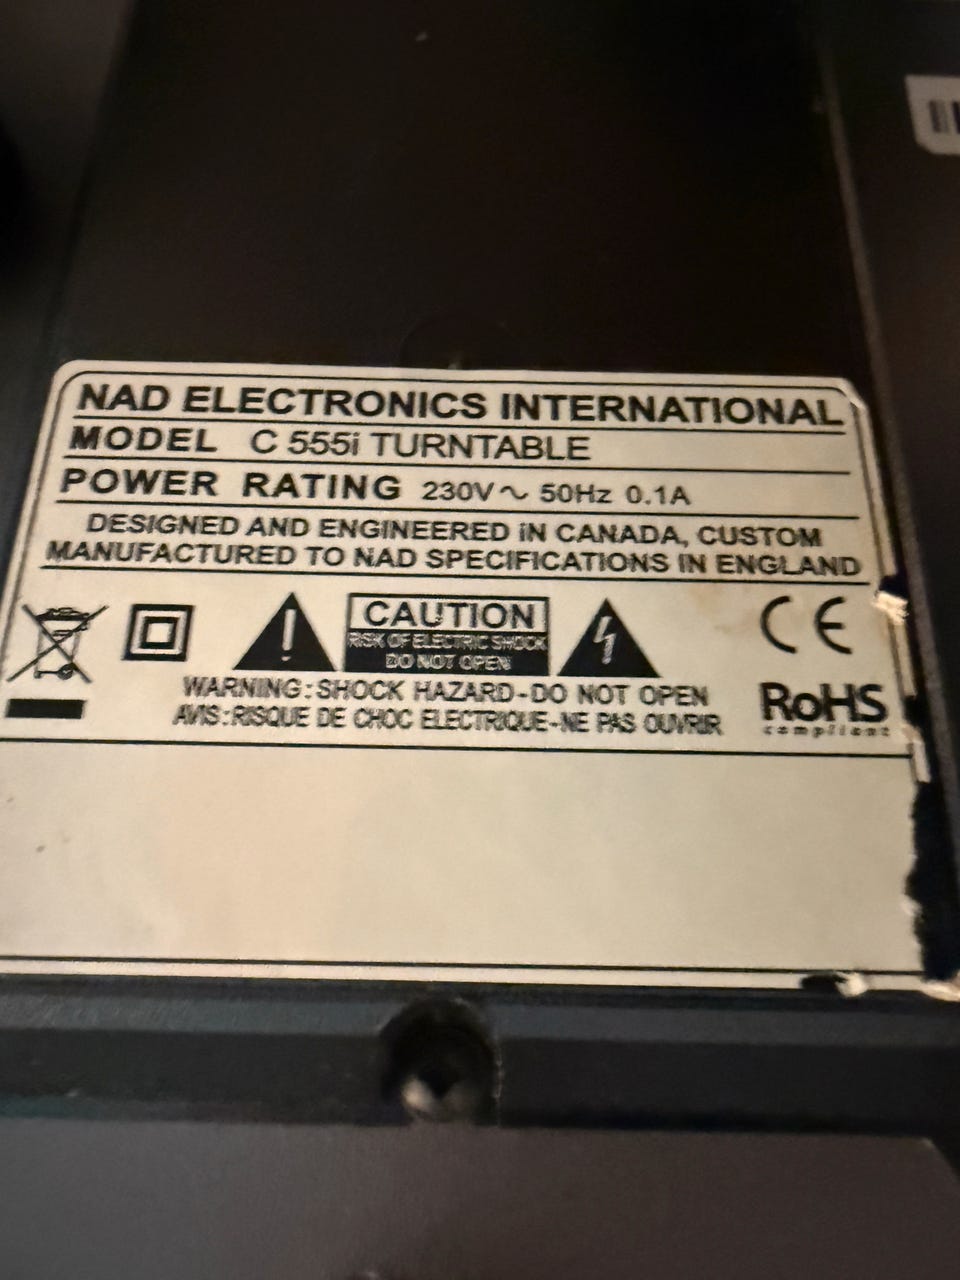 NAD ELECTRONICS INTERNATIONAL
MODEL C 555i TURNTABLE
POWER RATING 230V~ 50Hz 0.1A
DESIGNED AND ENGINEERED iN CANADA, CUSTOM
MANUFACTURED TO NAD SPECIFICATIONS IN ENGLAND
CAUTION
RISK OF ELECTRIC SHOCK
DO NOT OPEN
CE
WARNING:SHOCK HAZARD-DO NOT OPEN
AVIS:RISQUE DE CHOC ELECTRIQUE-NE PAS OUVRIR
RoHS
compliant